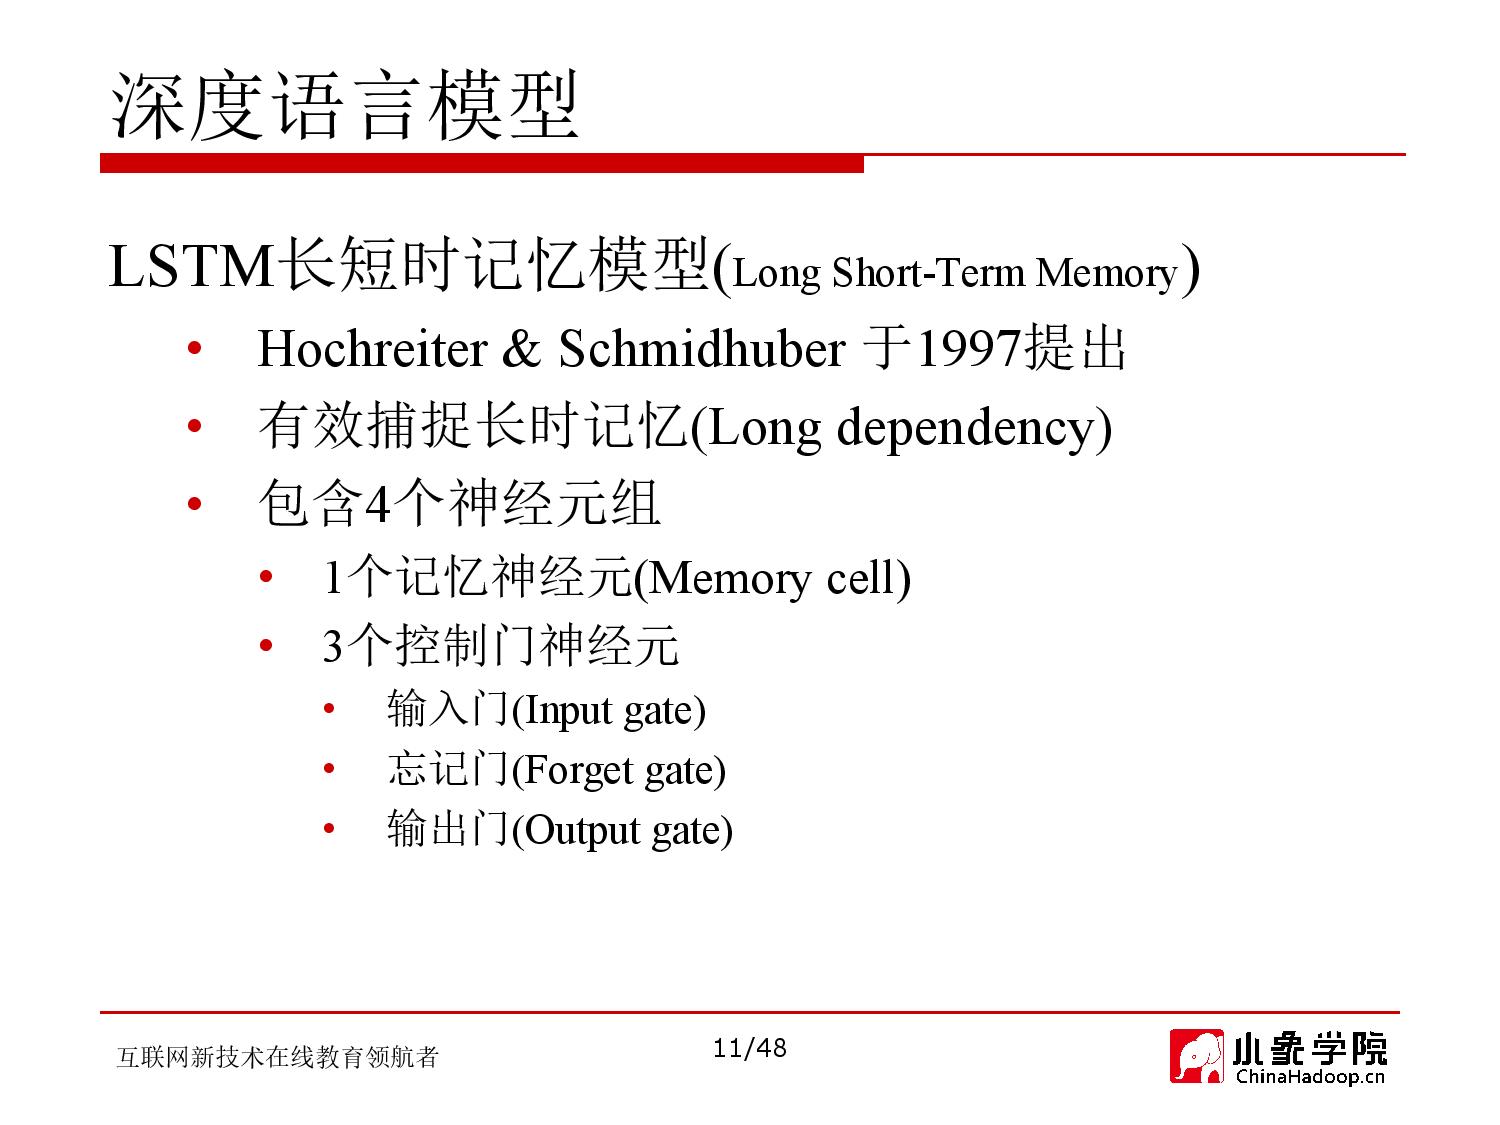 深度语言模型
LSTM长短时记忆模型(Long Short-Term Memory)
• Hochreiter & Schmidhuber 于1997提出
• 有效捕捉长时记忆(Long dependency)
• 包含4个神经元组
• 1个记忆神经元(Memory cell)
• 3个控制门神经元
• 输入门(Input gate)
• 忘记门(Forget gate)
• 输出门(Output gate)
互联网新技术在线教育领航者
11/48
小象学院
ChinaHadoop.cn